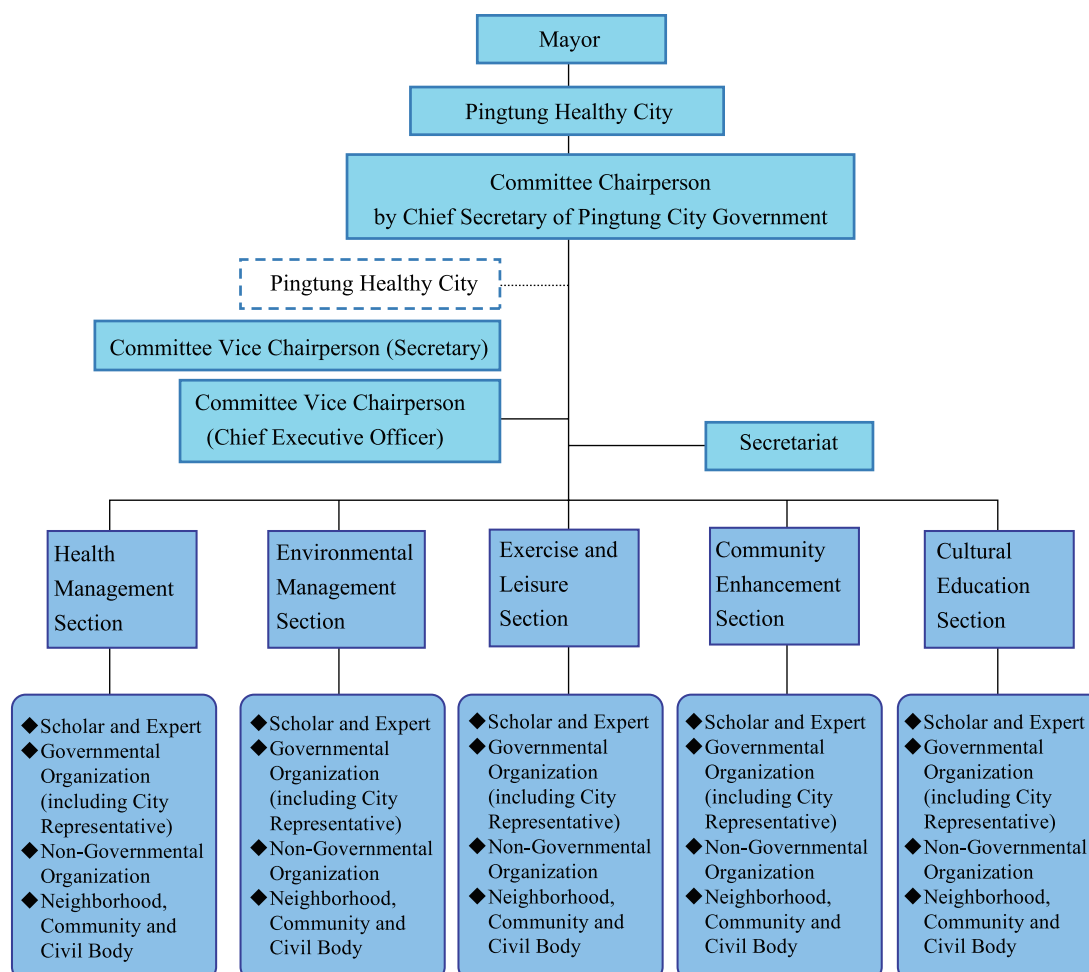 Mayor
Pingtung Healthy City
Committee Chairperson
by Chief Secretary of Pingtung City Government
Pingtung Healthy City
Committee Vice Chairperson (Secretary)
Committee Vice Chairperson
(Chief Executive Officer)
Secretariat
Health
Management
Section
Environmental
Management
Section
Exercise and
Leisure
Section
Community
Enhancement
Section
Cultural
Education
Section
◆Scholar and Expert
◆Governmental
Organization
(including City
Representative)
◆Non-Governmental
Organization
◆Neighborhood,
Community and
Civil Body
◆Scholar and Expert
◆Governmental
Organization
(including City
Representative)
◆Non-Governmental
Organization
◆Neighborhood,
Community and
Civil Body
◆Scholar and Expert
◆Governmental
Organization
(including City
Representative)
◆Non-Governmental
Organization
◆Neighborhood,
Community and
Civil Body
◆Scholar and Expert
◆Governmental
Organization
(including City
Representative)
◆Non-Governmental
Organization
◆Neighborhood,
Community and
Civil Body
◆Scholar and Expert
◆Governmental
Organization
(including City
Representative)
◆Non-Governmental
Organization
◆Neighborhood,
Community and
Civil Body